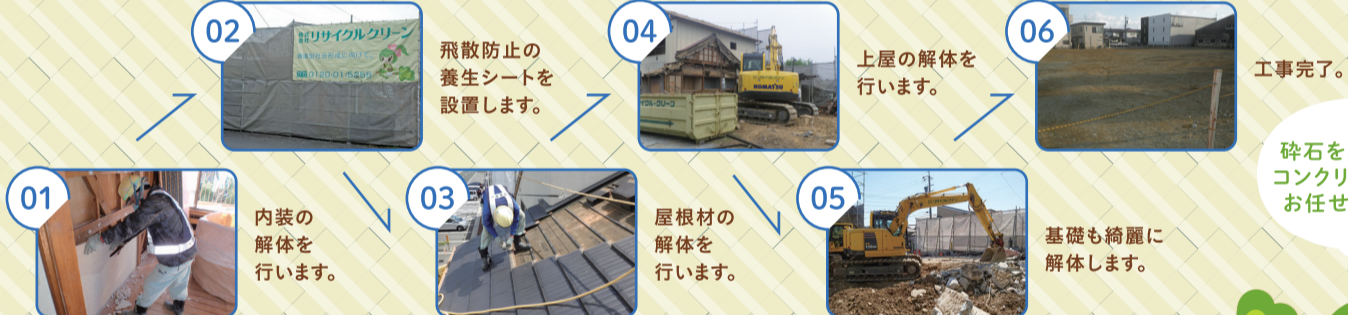 01
内装の
解体を
行います。
02
リサイクルクリーン
0120-01-5285
飛散防止の
養生シートを
設置します。
03
屋根材の
解体を
行います。
04
KOMATSU
上屋の解体を
行います。
05
基礎も綺麗に
解体します。
06
工事完了。
砕石を
コンクリ
お任せ